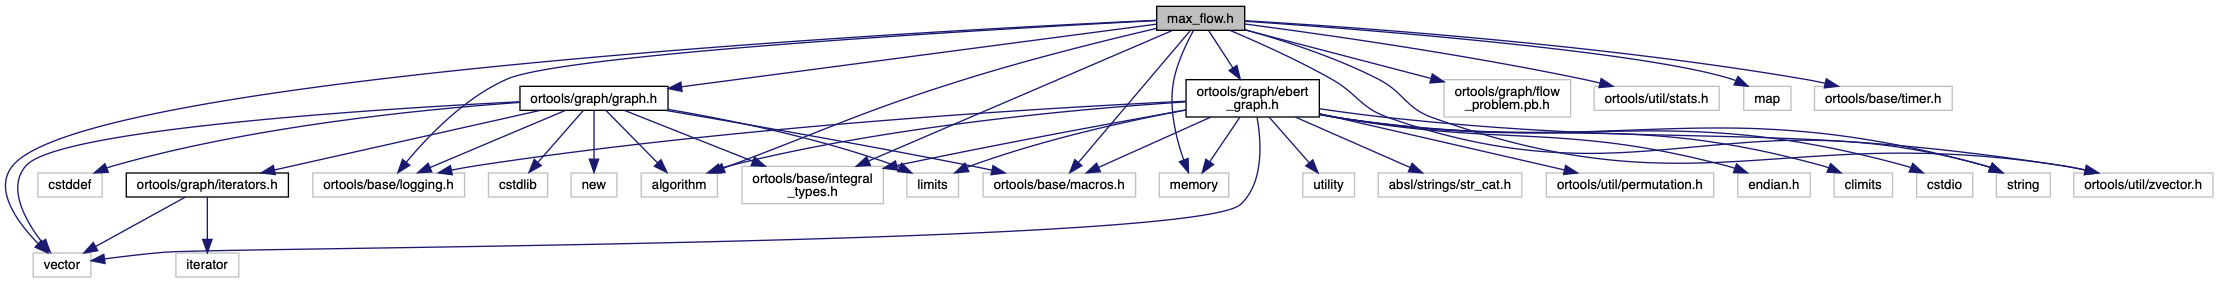 max_flow.h
ortools/graph/graph.h
ortools/graph/ebert
_graph.h
ortools/graph/flow
_problem.pb.h
ortools/util/stats.h
map
ortools/base/timer.h
cstddef
ortools/graph/iterators.h
ortools/base/logging.h
cstdlib
new
algorithm
ortools/base/integral
_types.h
limits
ortools/base/macros.h
memory
utility
absl/strings/str_cat.h
ortools/util/permutation.h
endian.h
climits
cstdio
string
ortools/util/zvector.h
vector
iterator